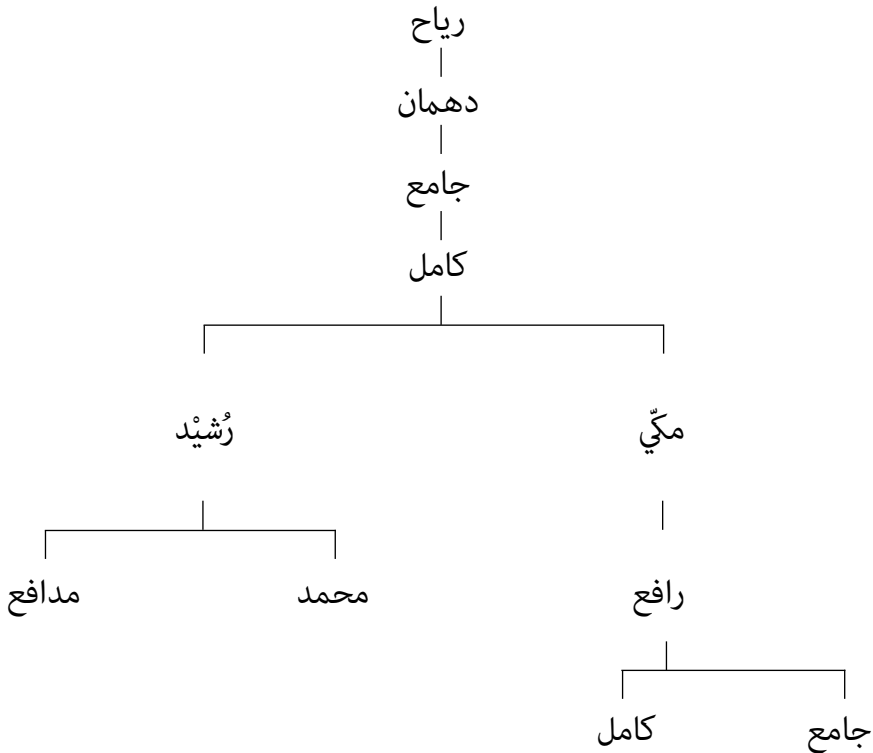 رياح
دهمان
جامع
كامل
مكّي
رُشيْد
رافع
محمد
مدافع
جامع
كامل